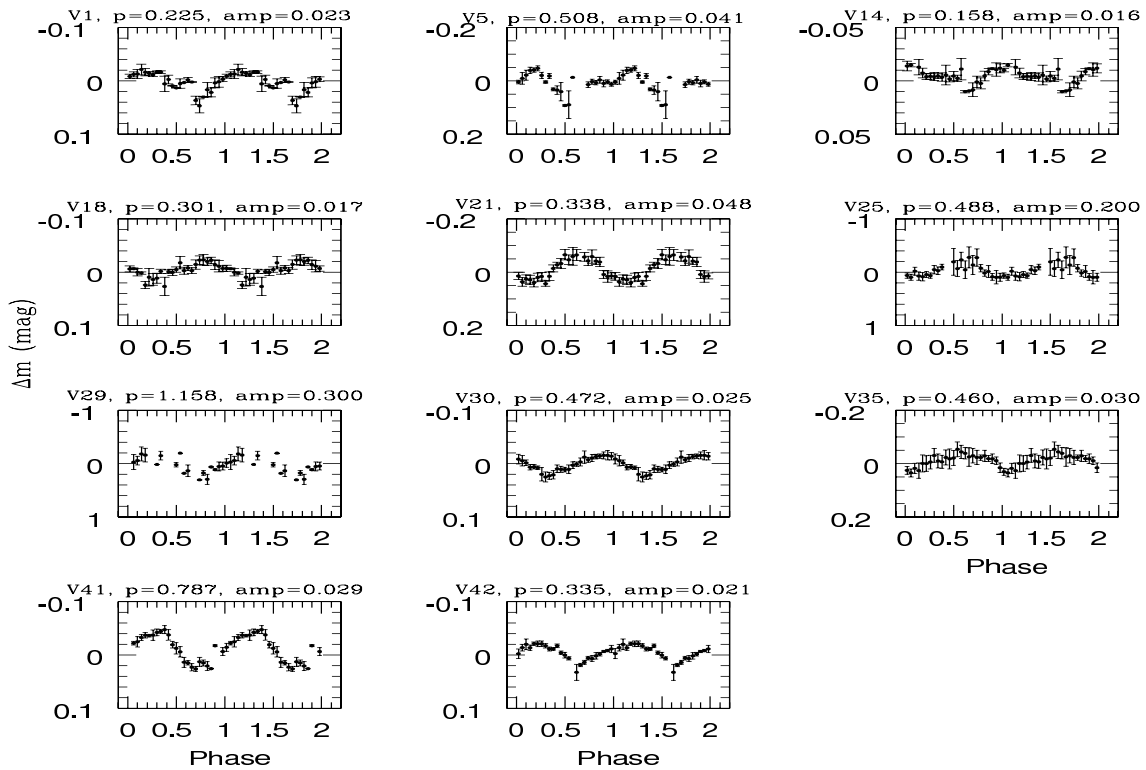 V1, p=0.225, amp=0.023
V5, p=0.508, amp=0.041
V14, p=0.158, amp=0.016
-0.1
0
0.1
0 0.5 1 1.5 2
-0.2
0
0.2
0 0.5 1 1.5 2
-0.05
0
0.05
0 0.5 1 1.5 2
V18, p=0.301, amp=0.017
V21, p=0.338, amp=0.048
V25, p=0.488, amp=0.200
-0.1
0
0.1
0 0.5 1 1.5 2
-0.2
0
0.2
0 0.5 1 1.5 2
-1
0
1
0 0.5 1 1.5 2
Δm (mag)
V29, p=1.158, amp=0.300
V30, p=0.472, amp=0.025
V35, p=0.460, amp=0.030
-1
0
1
0 0.5 1 1.5 2
-0.1
0
0.1
0 0.5 1 1.5 2
-0.2
0
0.2
0 0.5 1 1.5 2
Phase
V41, p=0.787, amp=0.029
V42, p=0.335, amp=0.021
-0.1
0
0.1
0 0.5 1 1.5 2
Phase
-0.1
0
0.1
0 0.5 1 1.5 2
Phase